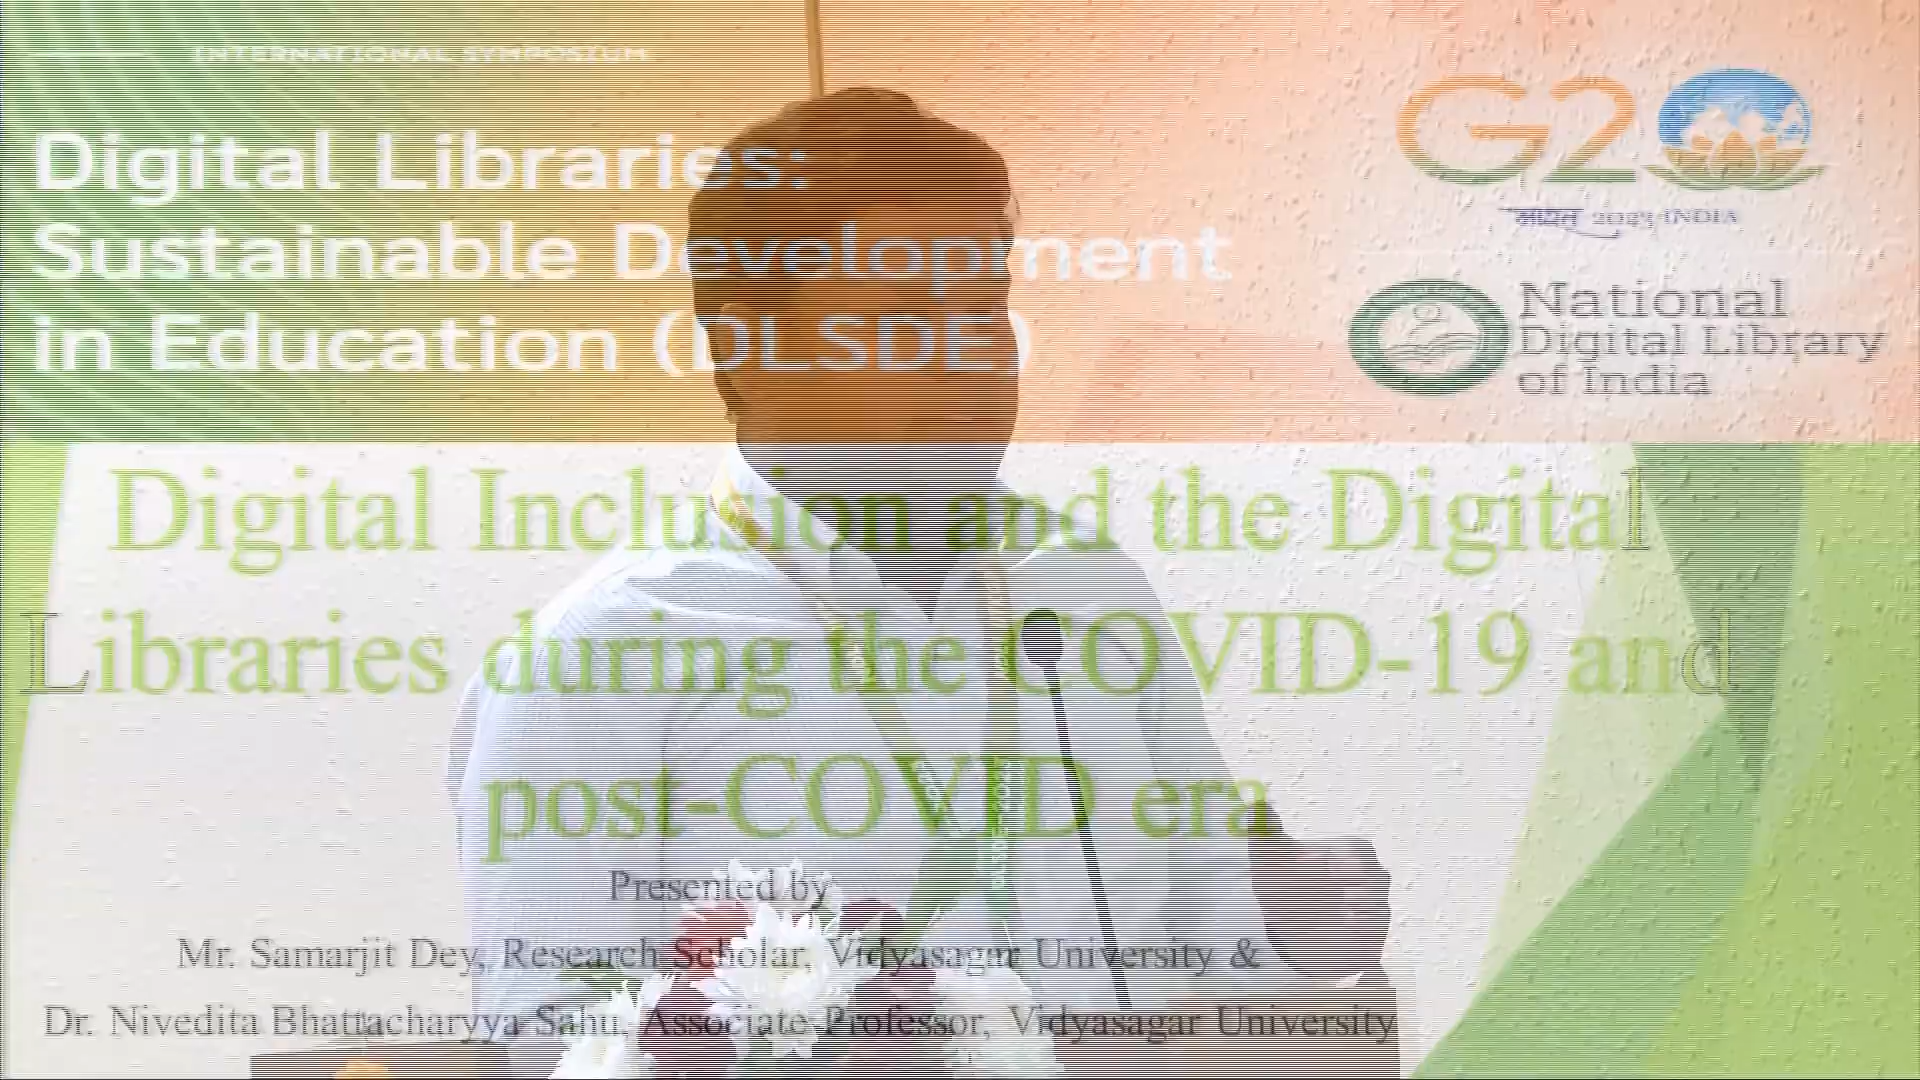 INTERNATIONAL SYMPOSIUM
Digital Libraries:
Sustainable Development
in Education (DLSDE)
G20
भारत 2023 INDIA
National
Digital Library
of India
Digital Inclusion and the Digital
Libraries during the COVID-19 and
post-COVID era
Presented by
Mr. Samarjit Dey, Research Scholar, Vidyasagar University &
Dr. Nivedita Bhattacharyya Sahu, Associate Professor, Vidyasagar University